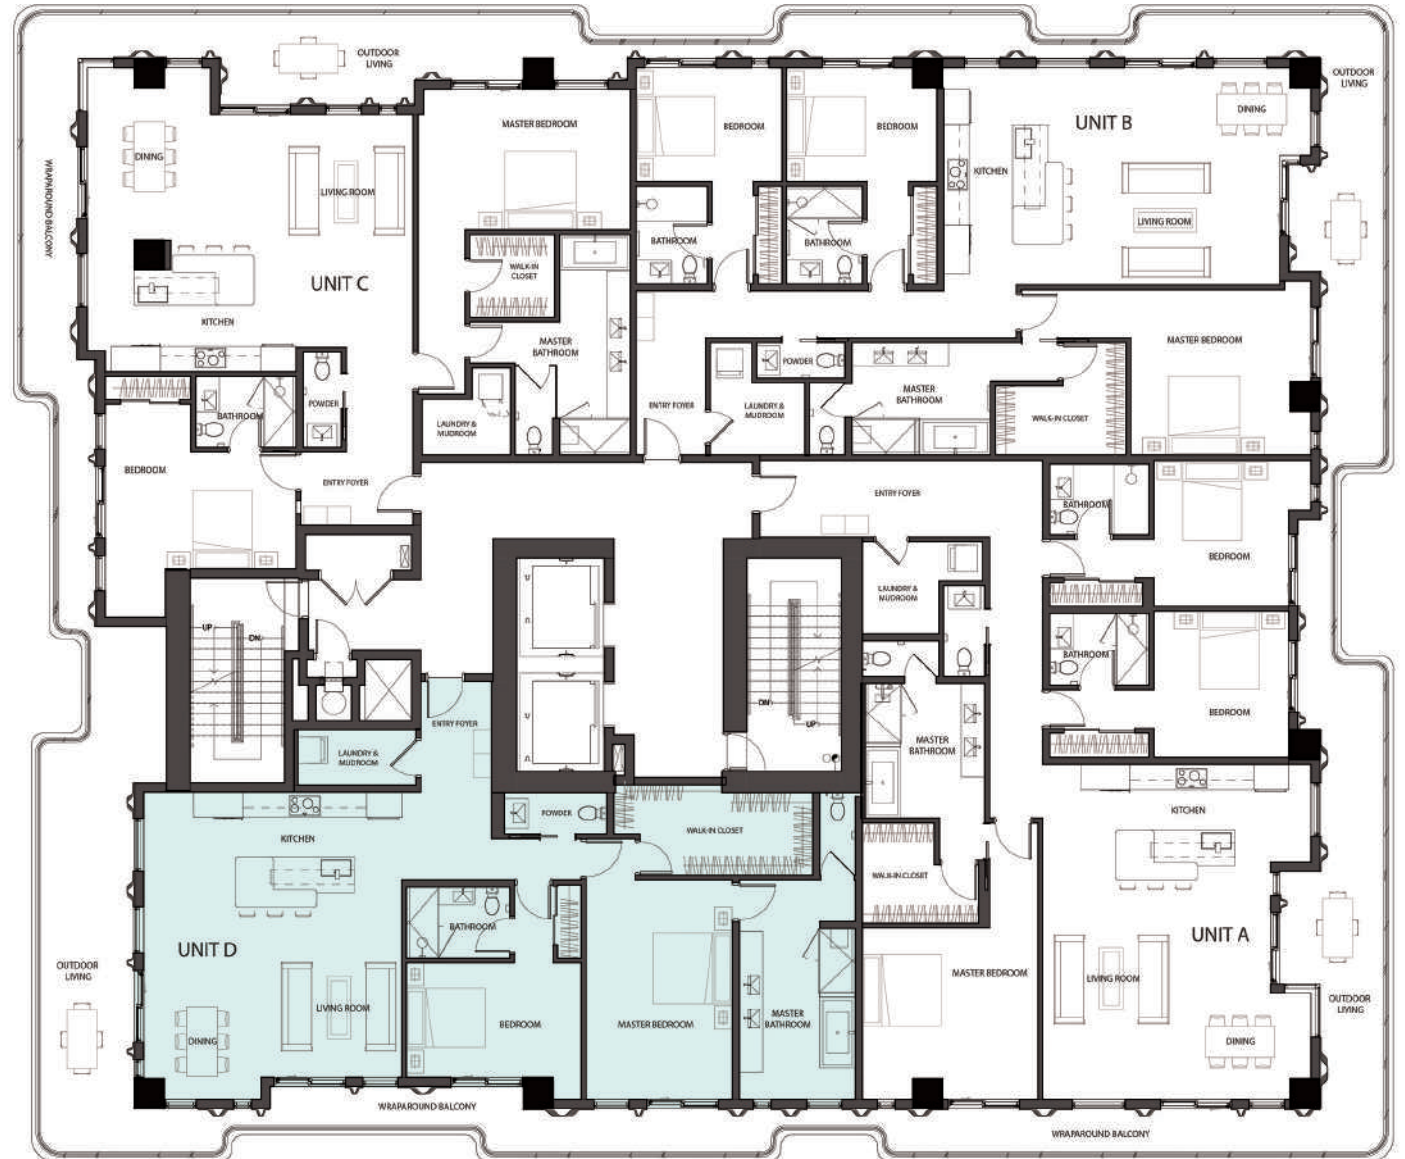 OUTDOOR
LIVING
WRAPAROUND BALCONY
DINING
LIVING ROOM
UNIT C
KITCHEN
MASTER BEDROOM
WALK-IN
CLOSET
MASTER
BATHROOM
POWDER
BATHROOM
LAUNDRY &
MUDROOM
BEDROOM
ENTRY FOYER
BEDROOM
BEDROOM
BATHROOM
BATHROOM
UNIT B
DINING
OUTDOOR
LIVING
KITCHEN
LIVING ROOM
MASTER BEDROOM
POWDER
MASTER
BATHROOM
WALK-IN CLOSET
ENTRY FOYER
LAUNDRY &
MUDROOM
ENTRY FOYER
BATHROOM
BEDROOM
LAUNDRY &
MUDROOM
BATHROOM
BEDROOM
MASTER
BATHROOM
KITCHEN
WALK-IN CLOSET
UNIT A
MASTER BEDROOM
LIVING ROOM
OUTDOOR
LIVING
DINING
WRAPAROUND BALCONY
UP
DN
DN
UP
ENTRY FOYER
LAUNDRY &
MUDROOM
POWDER
WALK-IN CLOSET
KITCHEN
BATHROOM
UNIT D
OUTDOOR
LIVING
LIVING ROOM
BEDROOM
MASTER BEDROOM
MASTER
BATHROOM
DINING
WRAPAROUND BALCONY